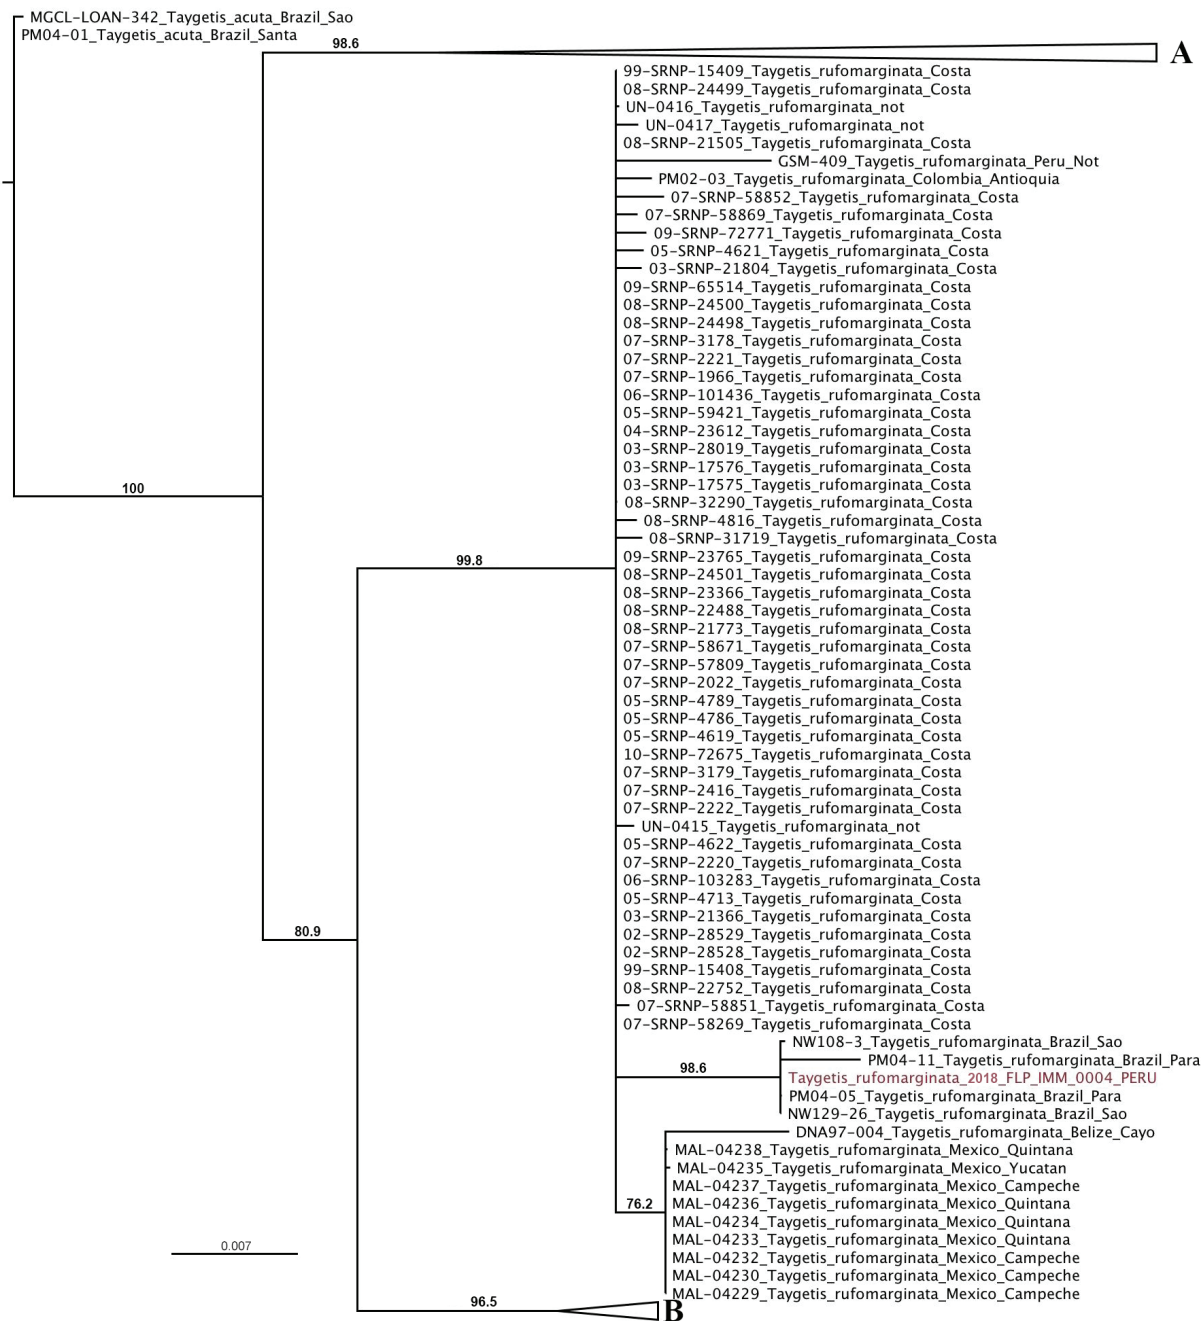 MGCL-LOAN-342_Taygetis_acuta_Brazil_Sao
PM04-01_Taygetis_acuta_Brazil_Santa
98.6
A
99-SRNP-15409_Taygetis_rufomarginata_Costa
08-SRNP-24499_Taygetis_rufomarginata_Costa
UN-0416_Taygetis_rufomarginata_not
UN-0417_Taygetis_rufomarginata_not
08-SRNP-21505_Taygetis_rufomarginata_Costa
GSM-409_Taygetis_rufomarginata_Peru_Not
PM02-03_Taygetis_rufomarginata_Colombia_Antioquia
07-SRNP-58852_Taygetis_rufomarginata_Costa
07-SRNP-58869_Taygetis_rufomarginata_Costa
09-SRNP-72771_Taygetis_rufomarginata_Costa
05-SRNP-4621_Taygetis_rufomarginata_Costa
03-SRNP-21804_Taygetis_rufomarginata_Costa
09-SRNP-65514_Taygetis_rufomarginata_Costa
08-SRNP-24500_Taygetis_rufomarginata_Costa
08-SRNP-24498_Taygetis_rufomarginata_Costa
07-SRNP-3178_Taygetis_rufomarginata_Costa
07-SRNP-2221_Taygetis_rufomarginata_Costa
07-SRNP-1966_Taygetis_rufomarginata_Costa
06-SRNP-101436_Taygetis_rufomarginata_Costa
05-SRNP-59421_Taygetis_rufomarginata_Costa
04-SRNP-23612_Taygetis_rufomarginata_Costa
03-SRNP-28019_Taygetis_rufomarginata_Costa
03-SRNP-17576_Taygetis_rufomarginata_Costa
03-SRNP-17575_Taygetis_rufomarginata_Costa
100
08-SRNP-32290_Taygetis_rufomarginata_Costa
08-SRNP-4816_Taygetis_rufomarginata_Costa
08-SRNP-31719_Taygetis_rufomarginata_Costa
09-SRNP-23765_Taygetis_rufomarginata_Costa
99.8
08-SRNP-24501_Taygetis_rufomarginata_Costa
08-SRNP-23366_Taygetis_rufomarginata_Costa
08-SRNP-22488_Taygetis_rufomarginata_Costa
08-SRNP-21773_Taygetis_rufomarginata_Costa
07-SRNP-58671_Taygetis_rufomarginata_Costa
07-SRNP-57809_Taygetis_rufomarginata_Costa
07-SRNP-2022_Taygetis_rufomarginata_Costa
05-SRNP-4789_Taygetis_rufomarginata_Costa
05-SRNP-4786_Taygetis_rufomarginata_Costa
05-SRNP-4619_Taygetis_rufomarginata_Costa
10-SRNP-72675_Taygetis_rufomarginata_Costa
07-SRNP-3179_Taygetis_rufomarginata_Costa
07-SRNP-2416_Taygetis_rufomarginata_Costa
07-SRNP-2222_Taygetis_rufomarginata_Costa
UN-0415_Taygetis_rufomarginata_not
05-SRNP-4622_Taygetis_rufomarginata_Costa
07-SRNP-2220_Taygetis_rufomarginata_Costa
06-SRNP-103283_Taygetis_rufomarginata_Costa
05-SRNP-4713_Taygetis_rufomarginata_Costa
03-SRNP-21366_Taygetis_rufomarginata_Costa
80.9
02-SRNP-28529_Taygetis_rufomarginata_Costa
02-SRNP-28528_Taygetis_rufomarginata_Costa
99-SRNP-15408_Taygetis_rufomarginata_Costa
08-SRNP-22752_Taygetis_rufomarginata_Costa
07-SRNP-58851_Taygetis_rufomarginata_Costa
07-SRNP-58269_Taygetis_rufomarginata_Costa
NW108-3_Taygetis_rufomarginata_Brazil_Sao
PM04-11_Taygetis_rufomarginata_Brazil_Para
98.6
Taygetis_rufomarginata_2018_FLP_IMM_0004_PERU
PM04-05_Taygetis_rufomarginata_Brazil_Para
NW129-26_Taygetis_rufomarginata_Brazil_Sao
DNA97-004_Taygetis_rufomarginata_Belize_Cayo
MAL-04238_Taygetis_rufomarginata_Mexico_Quintana
MAL-04235_Taygetis_rufomarginata_Mexico_Yucatan
MAL-04237_Taygetis_rufomarginata_Mexico_Campeche
76.2
MAL-04236_Taygetis_rufomarginata_Mexico_Quintana
MAL-04234_Taygetis_rufomarginata_Mexico_Quintana
MAL-04233_Taygetis_rufomarginata_Mexico_Quintana
0.007
MAL-04232_Taygetis_rufomarginata_Mexico_Campeche
MAL-04230_Taygetis_rufomarginata_Mexico_Campeche
MAL-04229_Taygetis_rufomarginata_Mexico_Campeche
96.5
B